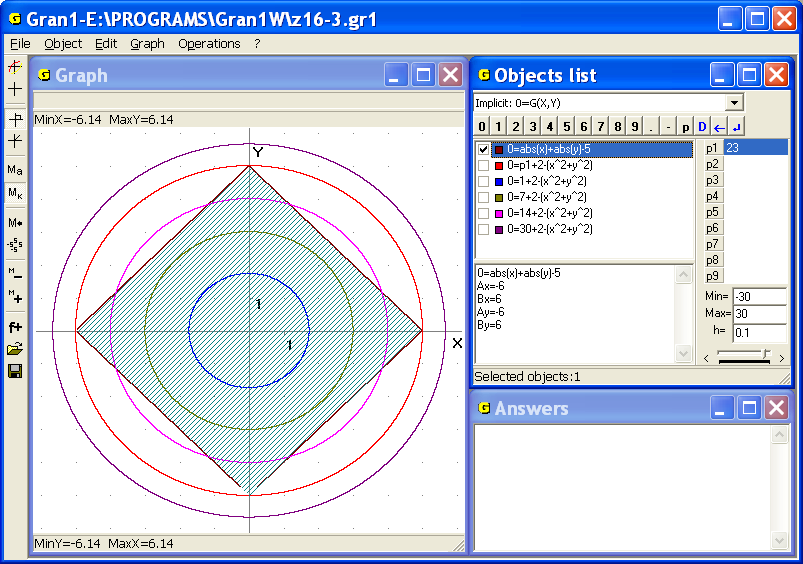 Gran1-E:\PROGRAMS\Gran1W\z16-3.gr1
File Object Edit Graph Operations ?
Graph
MinX=-6.14 MaxY=6.14
Y
1
1
X
MinY=-6.14 MaxX=6.14
Ma
Mк
M
M
M
f+
Objects list
Implicit: 0=G(X,Y)
0 1 2 3 4 5 6 7 8 9 . - p D
0=abs(x)+abs(y)-5
0=p1+2-(x^2+y^2)
0=1+2-(x^2+y^2)
0=7+2-(x^2+y^2)
0=14+2-(x^2+y^2)
0=30+2-(x^2+y^2)
p1 23
p2
p3
p4
p5
p6
p7
p8
p9
0=abs(x)+abs(y)-5
Ax=-6
Bx=6
Ay=-6
By=6
Min= -30
Max= 30
h= 0.1
Selected objects:1
Answers